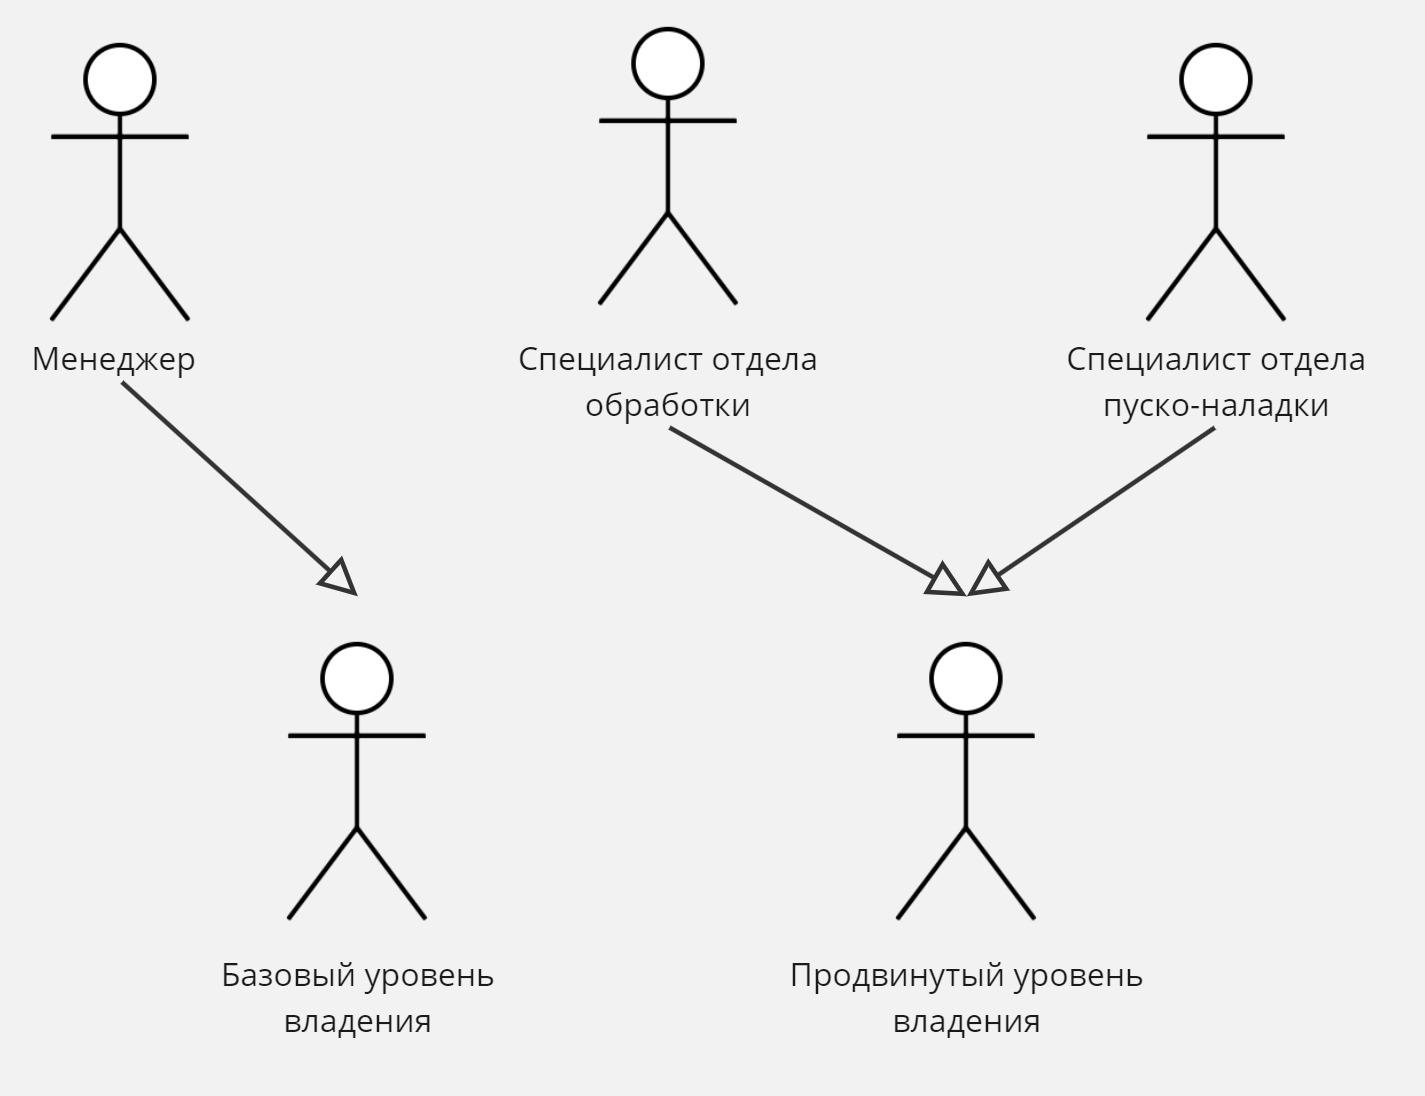 Менеджер
Специалист отдела
обработки
Специалист отдела
пуско-наладки
Базовый уровень
владения
Продвинутый уровень
владения